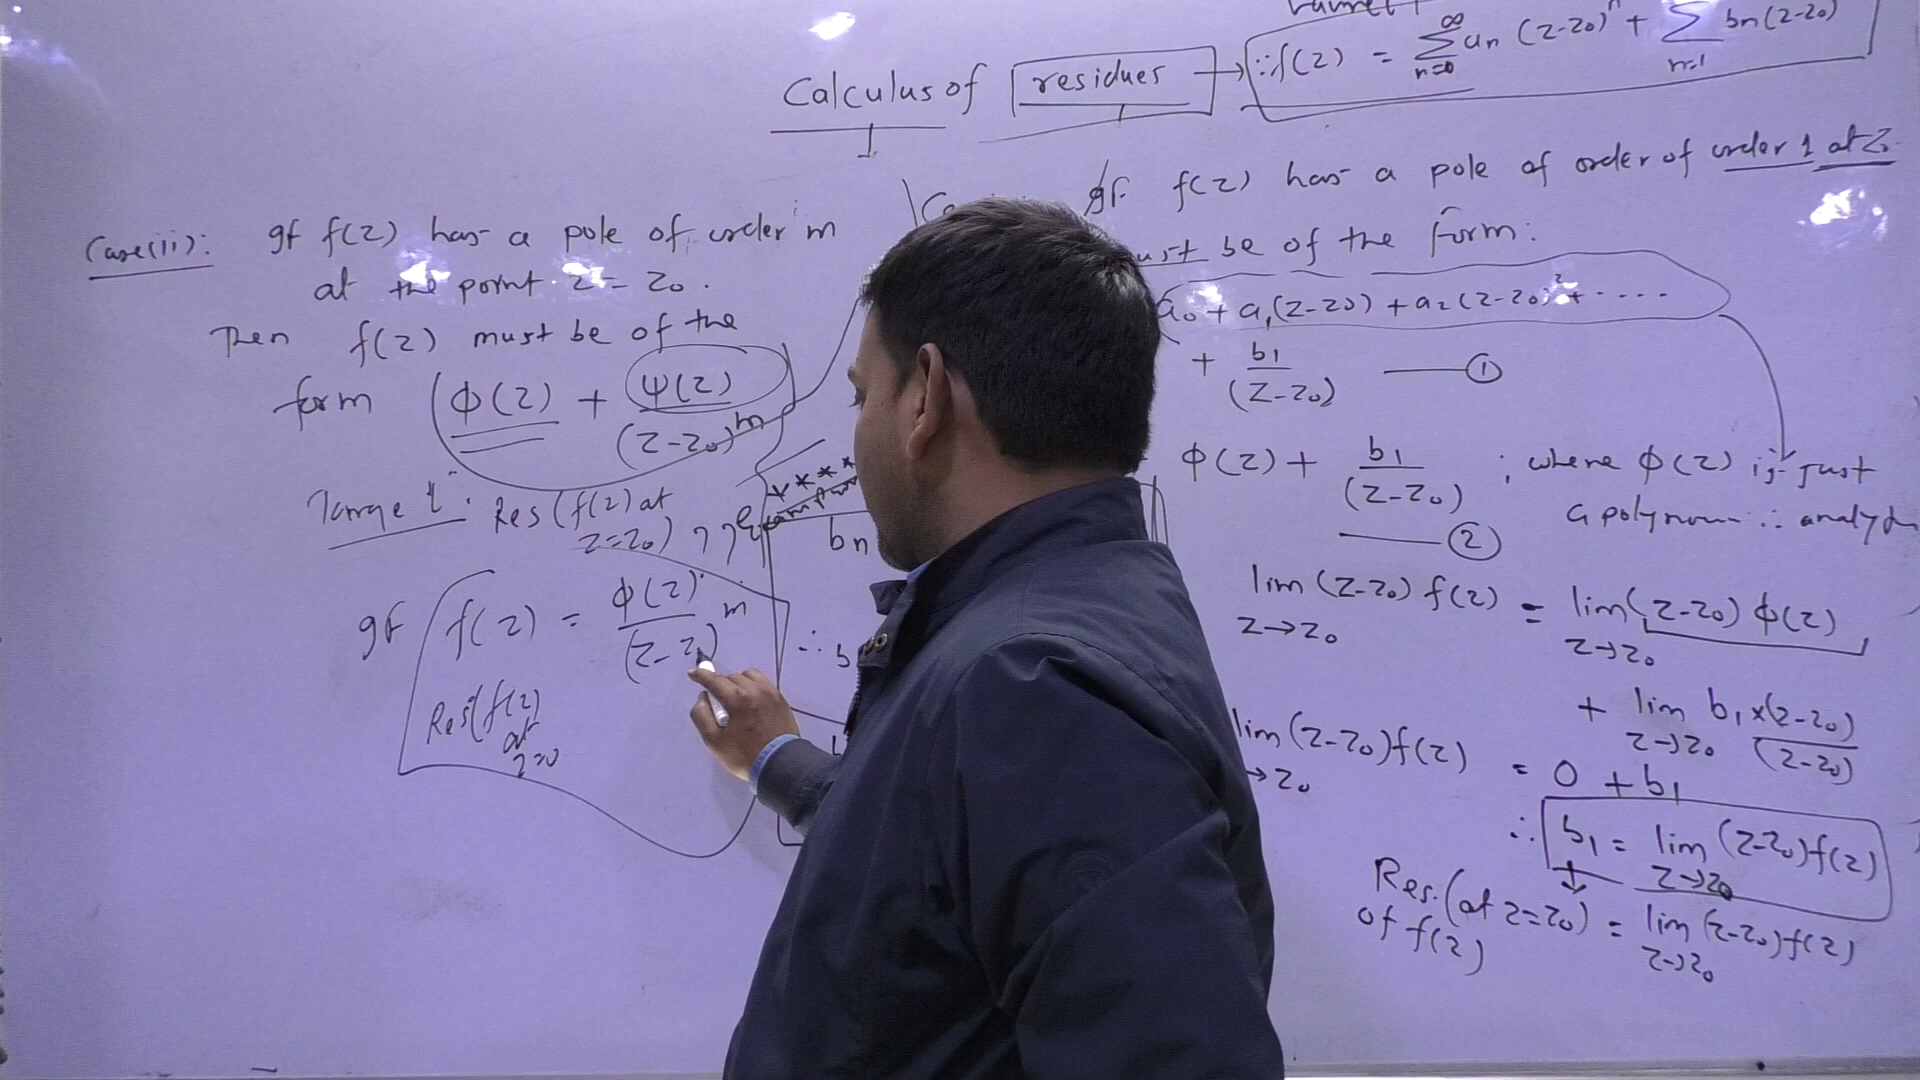 Calculus of residues → ∵ f(z) = ∑_{n=0}^{∞} an (z-z0)^n + ∑_{n=1} bn (z-z0)
Case(ii): If f(z) has a pole of order m
at the point z = z0.
Then f(z) must be of the
form ϕ(z) + ψ(z)/(z-z0)^m
Res (f(z) at
z=z0) , ,
****
bn
If f(z) = ϕ(z)/(z-z)^m
∴ b
Res(f(z)
at
z=0
If f(z) has a pole of order of order 1 at z0
must be of the form:
a0 + a1(z-z0) + a2(z-z0)^2 + ....
+ b1/(z-z0) —— ①
ϕ(z) + b1/(z-z0) ; where ϕ(z) is just
a polynom ∴ analytic
—— ②
lim z→z0 (z-z0) f(z) = lim z→z0 (z-z0) ϕ(z)
+ lim z→z0 b1 x (z-z0)/(z-z0)
lim →z0 (z-z0) f(z) = 0 + b1
∴ b1 = lim z→z0 (z-z0) f(z)
Res. (at z=z0) = lim z→z0 (z-z0) f(z)
of f(z)